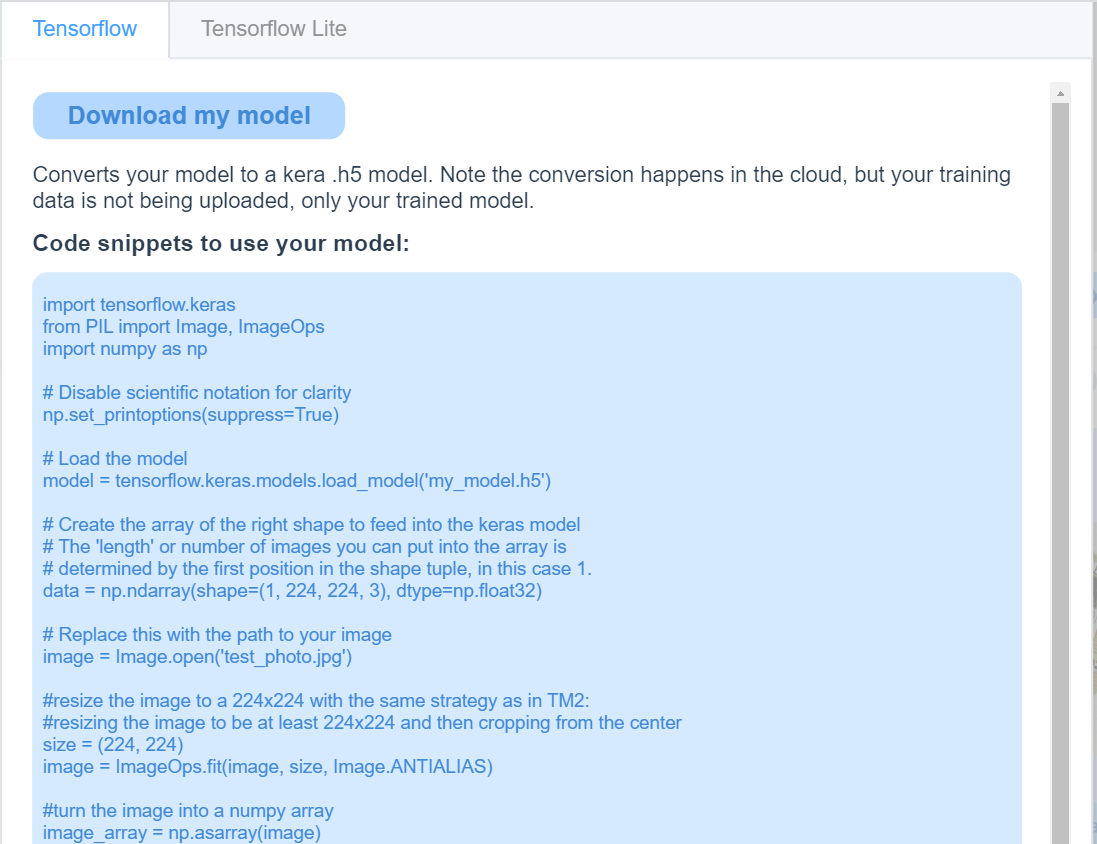 Tensorflow
Tensorflow Lite
Download my model
Converts your model to a kera .h5 model. Note the conversion happens in the cloud, but your training
data is not being uploaded, only your trained model.
Code snippets to use your model:
import tensorflow.keras
from PIL import Image, ImageOps
import numpy as np
# Disable scientific notation for clarity
np.set_printoptions(suppress=True)
# Load the model
model = tensorflow.keras.models.load_model('my_model.h5')
# Create the array of the right shape to feed into the keras model
# The 'length' or number of images you can put into the array is
# determined by the first position in the shape tuple, in this case 1.
data = np.ndarray(shape=(1, 224, 224, 3), dtype=np.float32)
# Replace this with the path to your image
image = Image.open('test_photo.jpg')
#resize the image to a 224x224 with the same strategy as in TM2:
#resizing the image to be at least 224x224 and then cropping from the center
size = (224, 224)
image = ImageOps.fit(image, size, Image.ANTIALIAS)
#turn the image into a numpy array
image_array = np.asarray(image)